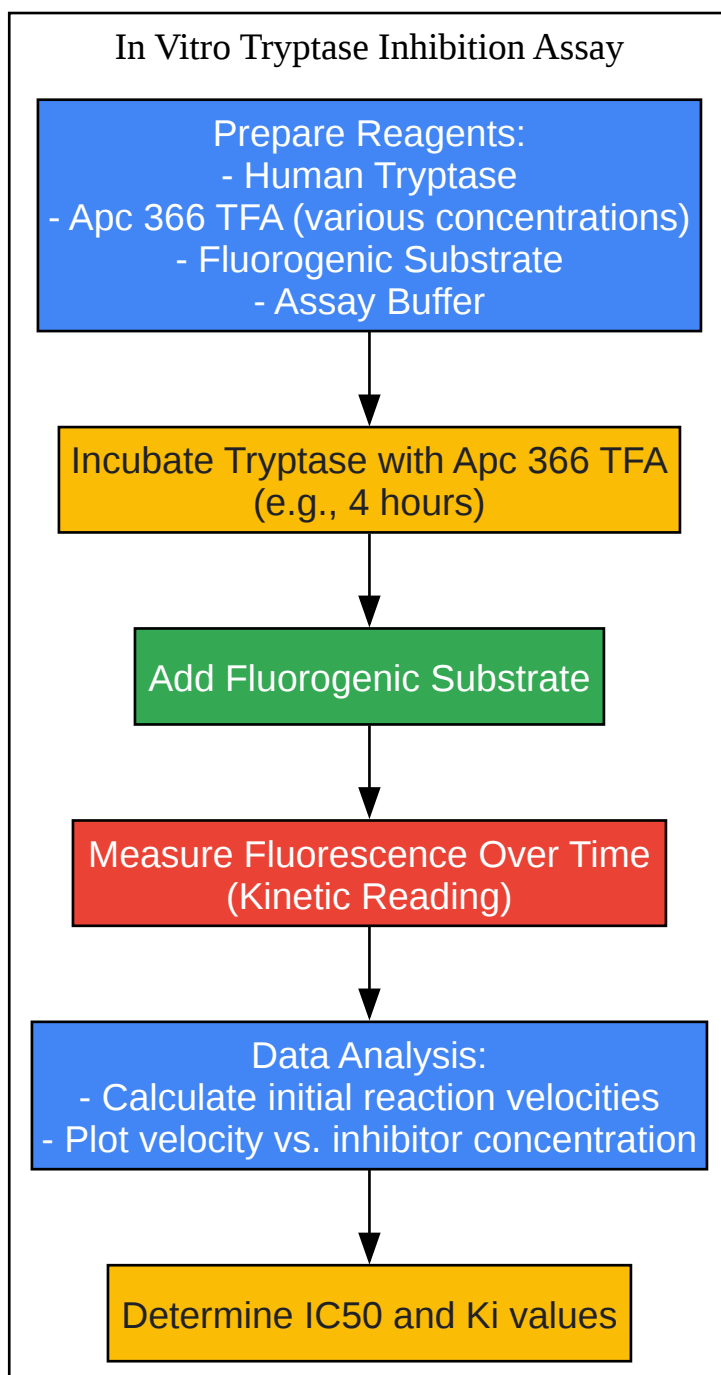 In Vitro Tryptase Inhibition Assay
Prepare Reagents:
- Human Tryptase
- Apc 366 TFA (various concentrations)
- Fluorogenic Substrate
- Assay Buffer
Incubate Tryptase with Apc 366 TFA
(e.g., 4 hours)
Add Fluorogenic Substrate
Measure Fluorescence Over Time
(Kinetic Reading)
Data Analysis:
- Calculate initial reaction velocities
- Plot velocity vs. inhibitor concentration
Determine IC50 and Ki values